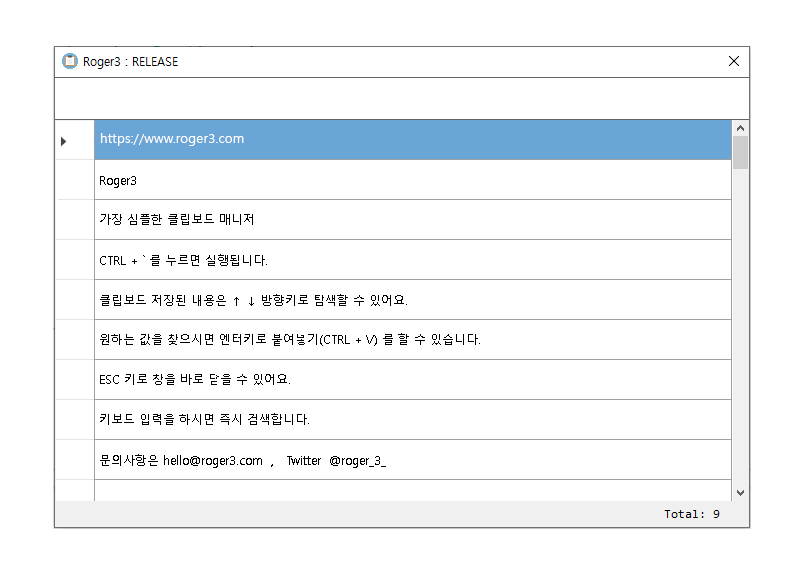 Roger3 : RELEASE
https://www.roger3.com
Roger3
가장 심플한 클립보드 매니저
CTRL + ` 를 누르면 실행됩니다.
클립보드 저장된 내용은 ↑ ↓ 방향키로 탐색할 수 있어요.
원하는 값을 찾으시면 엔터키로 붙여넣기(CTRL + V) 를 할 수 있습니다.
ESC 키로 창을 바로 닫을 수 있어요.
키보드 입력을 하시면 즉시 검색합니다.
문의사항은 hello@roger3.com , Twitter @roger_3_
Total: 9